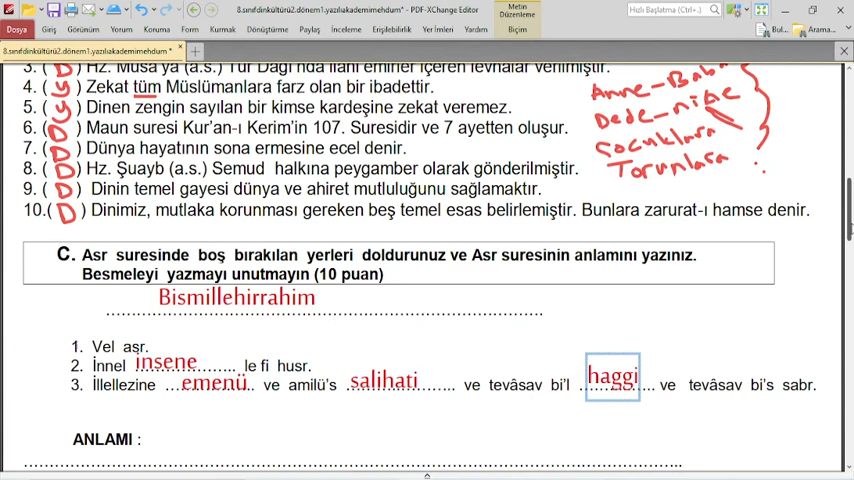 8.sınıfdinkültürü2.dönem1.yazılıakademimehdum* - PDF-XChange Editor
Metin Düzenleme
Hızlı Başlatma (Ctrl+.)
Dosya Giriş Görünüm Yorum Korumak Form Kurmak Dönüştürme Paylaş İnceleme Erişilebilirlik Yer İmleri Yardım Biçim Bul...
Ara...
8.sınıfdinkültürü2.dönem1.yazılıakademimehdum *
3. ( D ) Hz. Musa'ya (a.s.) Tur Dağı'nda ilahi emirler içeren levhalar verilmiştir.
4. ( y ) Zekat tüm Müslümanlara farz olan bir ibadettir.
5. ( y ) Dinen zengin sayılan bir kimse kardeşine zekat veremez.
6. ( D ) Maun suresi Kur'an-ı Kerim'in 107. Suresidir ve 7 ayetten oluşur.
7. ( D ) Dünya hayatının sona ermesine ecel denir.
8. ( D ) Hz. Şuayb (a.s.) Semud halkına peygamber olarak gönderilmiştir.
9. ( D ) Dinin temel gayesi dünya ve ahiret mutluluğunu sağlamaktır.
10.( D ) Dinimiz, mutlaka korunması gereken beş temel esas belirlemiştir. Bunlara zarurat-ı hamse denir.
Anne-Baba
Dede-nine
Çocuklara
Torunlara
C. Asr suresinde boş bırakılan yerleri doldurunuz ve Asr suresinin anlamını yazınız.
Besmeleyi yazmayı unutmayın (10 puan)
Bismillehirrahim
1. Vel asr.
2. İnnel insene le fi husr.
3. İllellezine emenü ve amilü's salihati ve tevâsav bi'l haggi ve tevâsav bi's sabr.
ANLAMI :